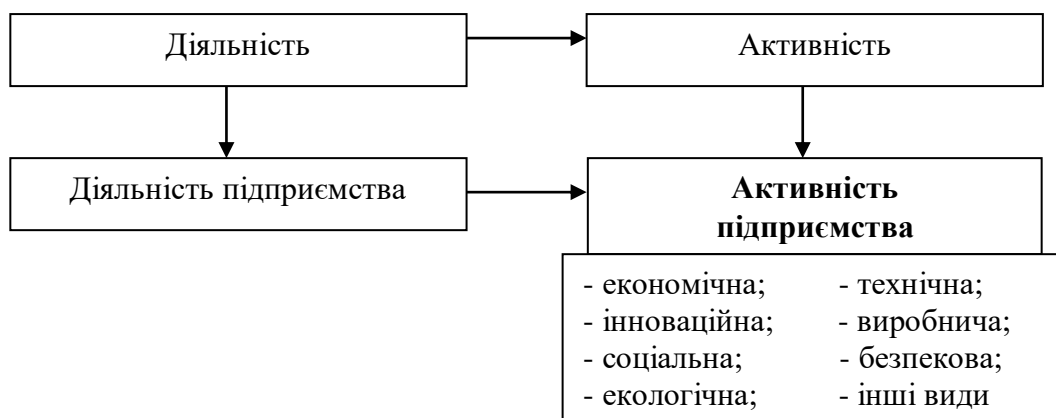 Діяльність
Активність
Діяльність підприємства
Активність
підприємства
- економічна;
- технічна;
- інноваційна;
- виробнича;
- соціальна;
- безпекова;
- екологічна;
- інші види